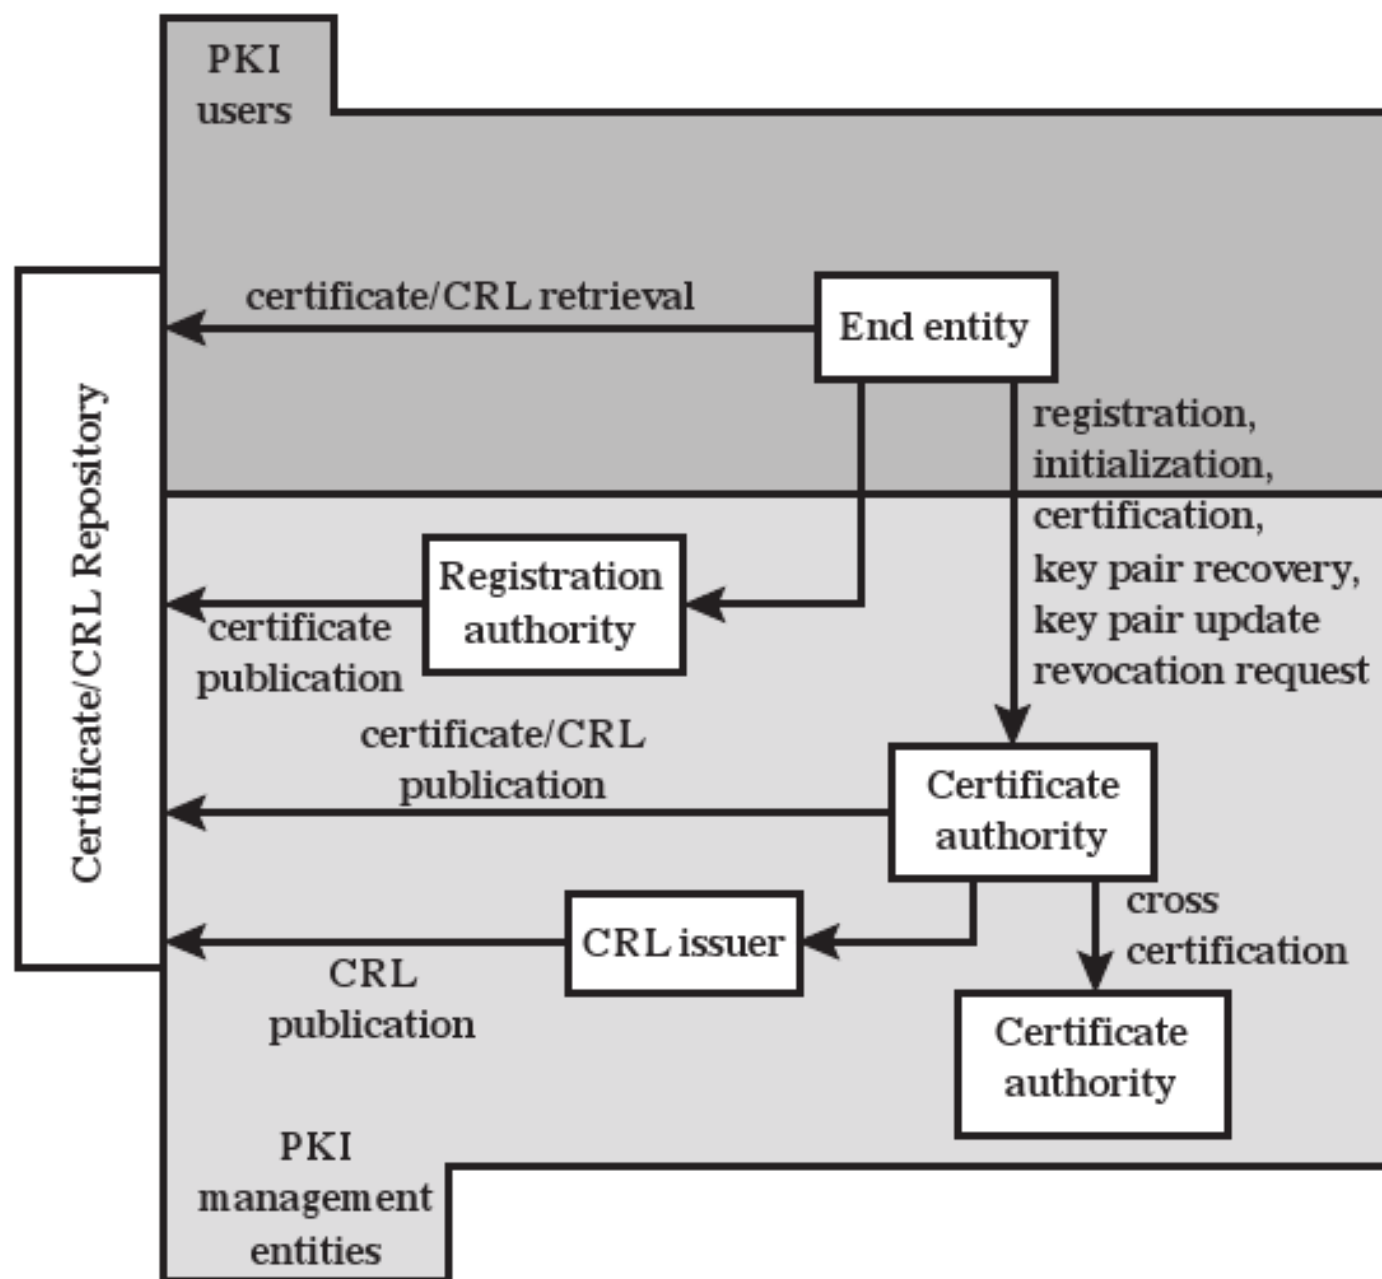 PKI
users
certificate/CRL retrieval
End entity
Certificate/CRL Repository
registration,
initialization,
certification,
key pair recovery,
key pair update
revocation request
Registration
authority
certificate
publication
certificate/CRL
publication
Certificate
authority
CRL issuer
cross
certification
CRL
publication
Certificate
authority
PKI
management
entities